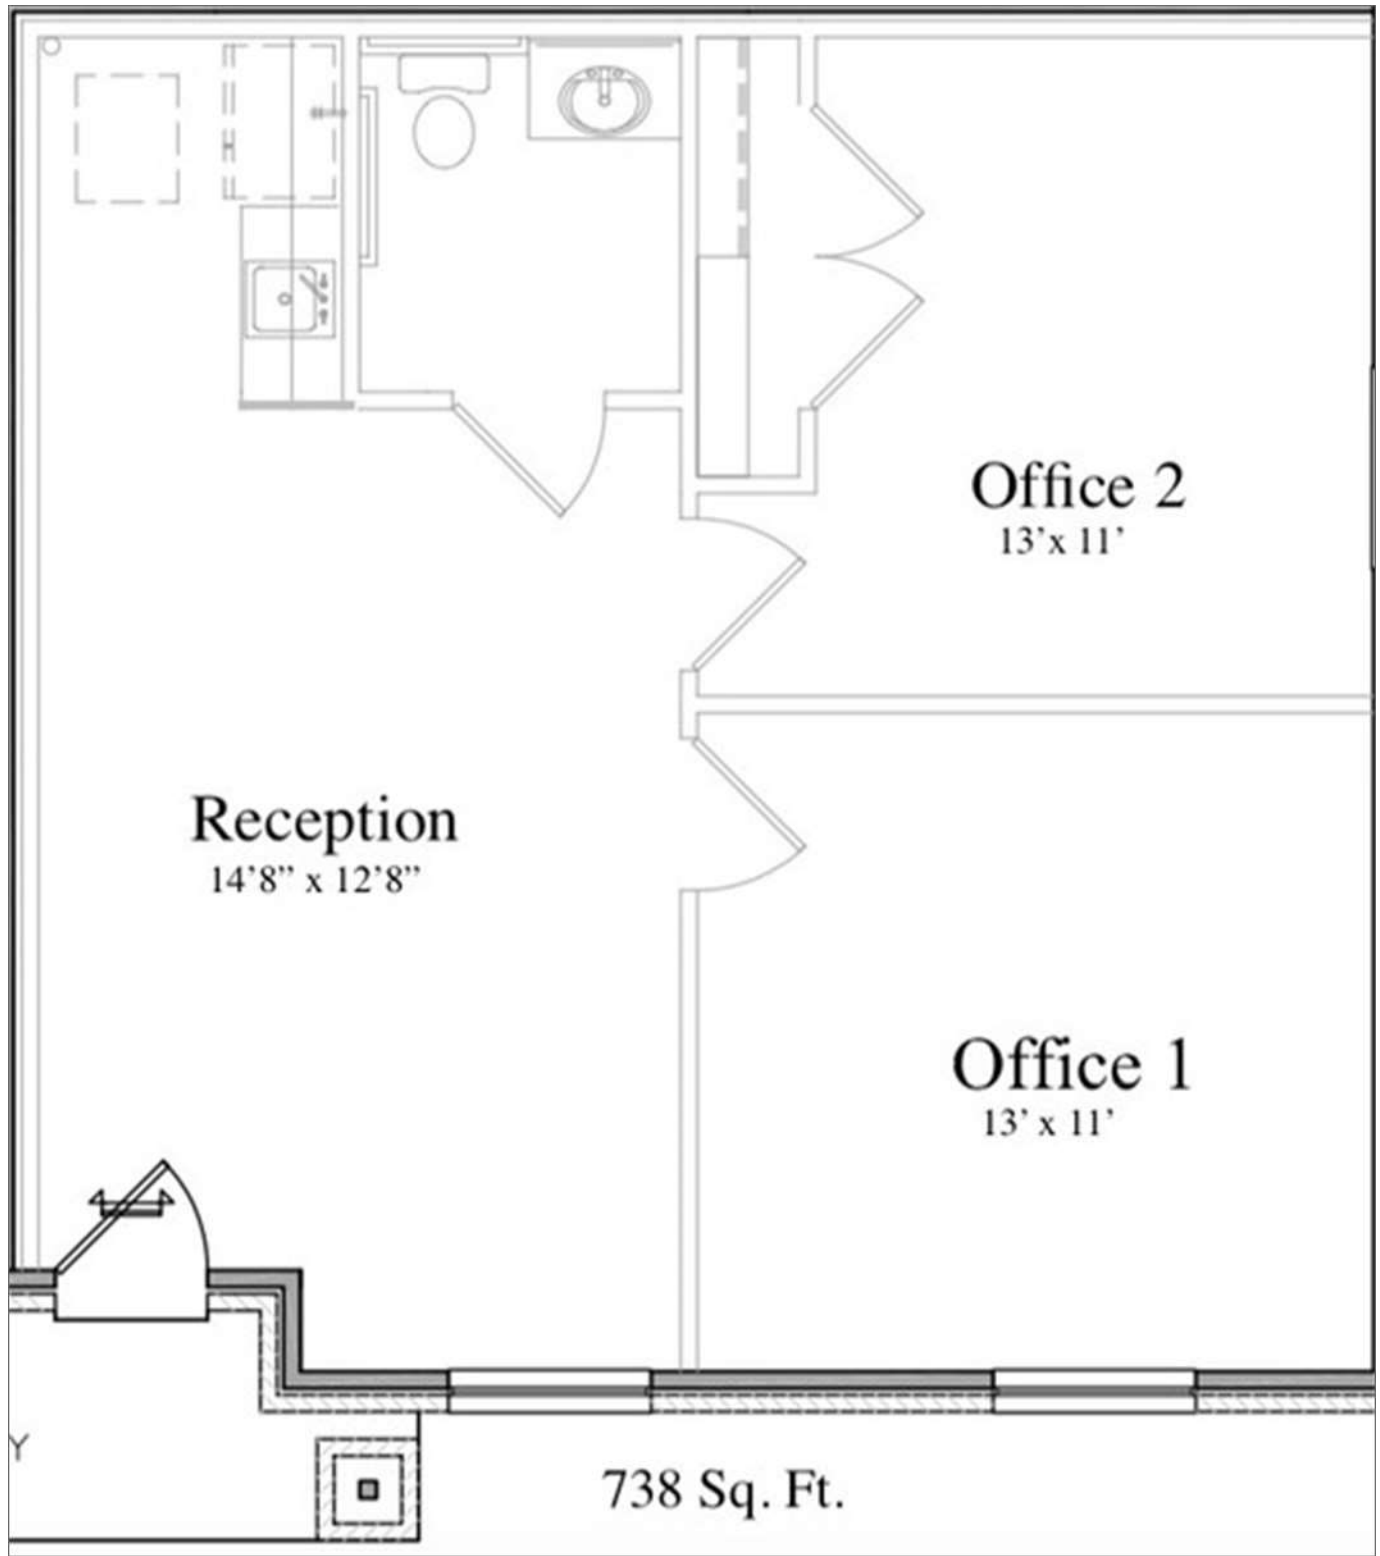 Office 2
13’x 11’
Reception
14’8” x 12’8”
Office 1
13’ x 11’
Y
738 Sq. Ft.